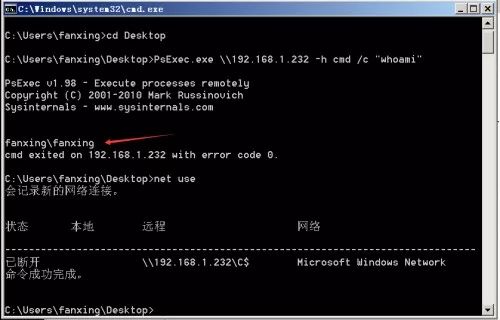 C:\Windows\system32\cmd.exe
C:\Users\fanxing>cd Desktop
C:\Users\fanxing\Desktop>PsExec.exe \\192.168.1.232 -h cmd /c "whoami"
PsExec v1.98 - Execute processes remotely
Copyright (C) 2001-2010 Mark Russinovich
Sysinternals - www.sysinternals.com
fanxing\fanxing
cmd exited on 192.168.1.232 with error code 0.
C:\Users\fanxing\Desktop>net use
会记录新的网络连接。
状态 本地 远程 网络
-------------------------------------------------------------------------------
已断开 \\192.168.1.232\C$ Microsoft Windows Network
命令成功完成。
C:\Users\fanxing\Desktop>